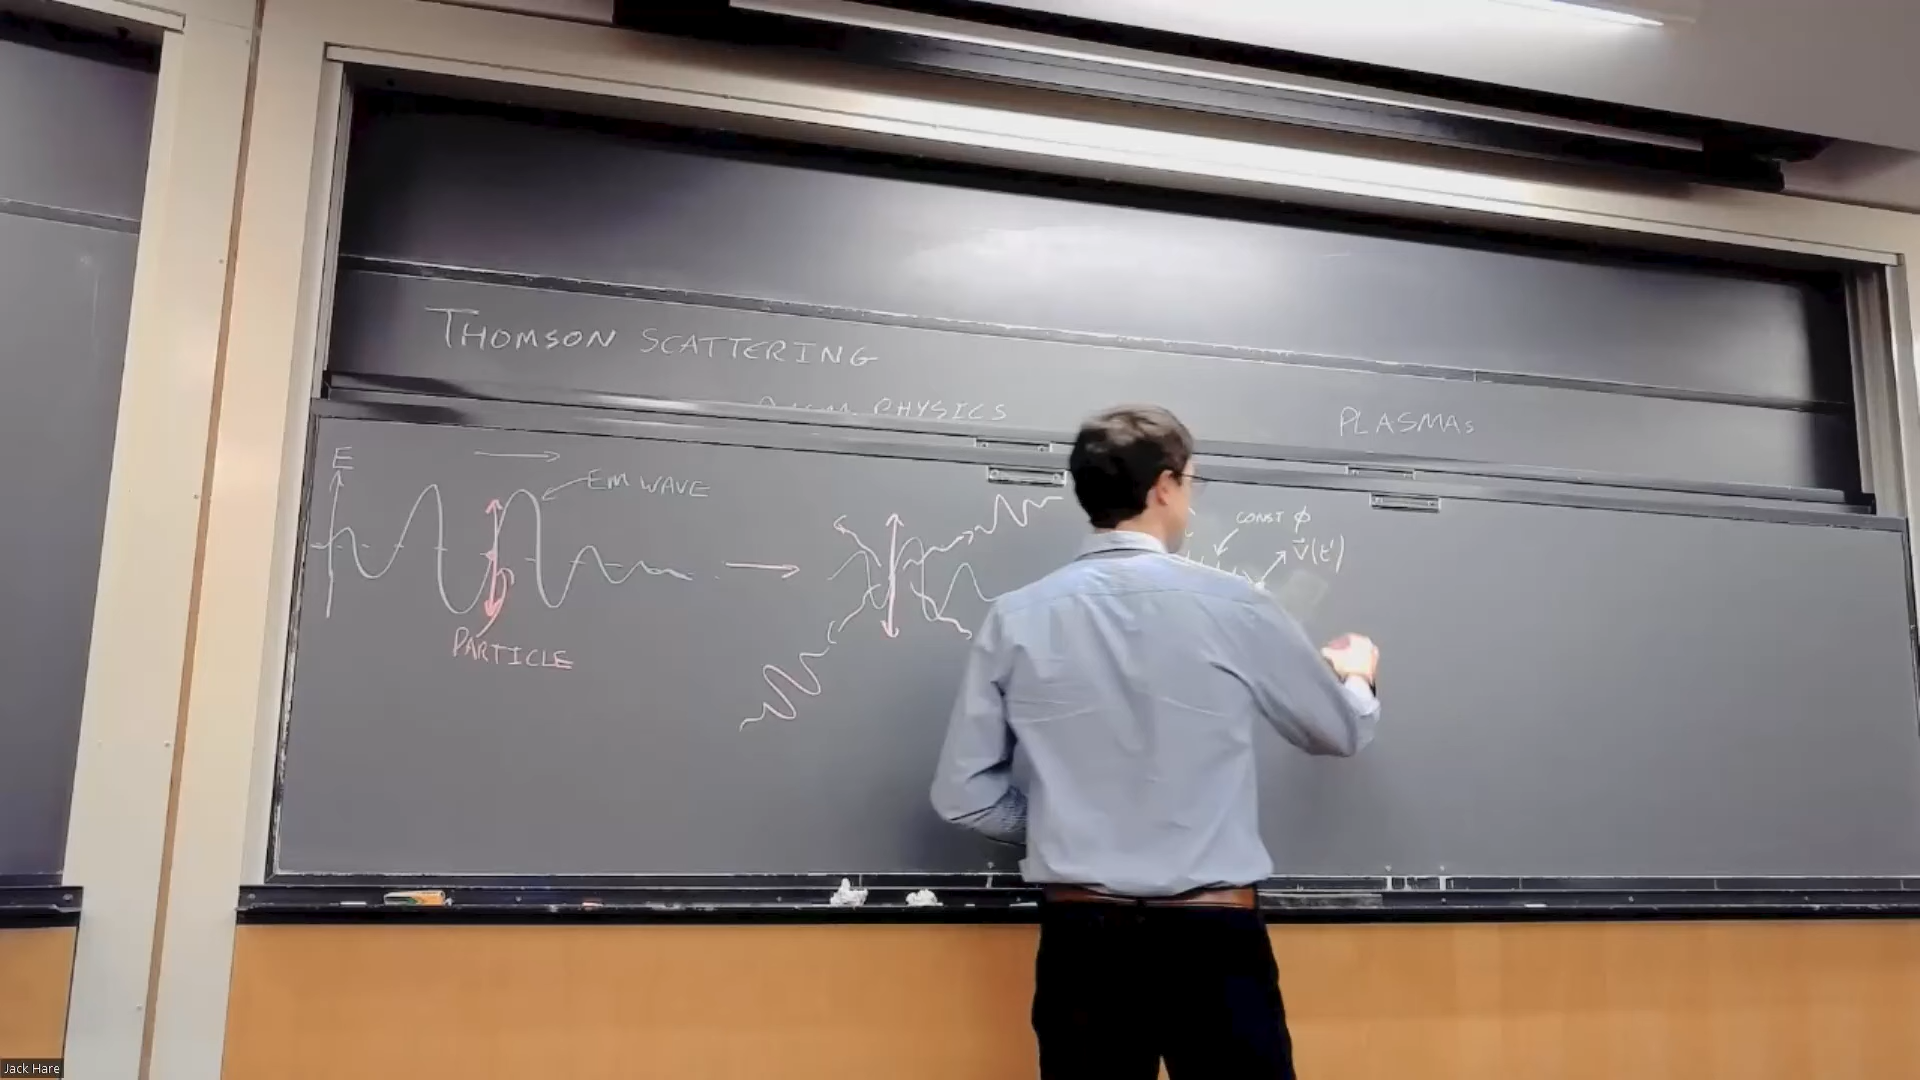 THOMSON SCATTERING
PHYSICS
PLASMAS
E
EM WAVE
CONST ϕ
v⃗(t')
PARTICLE
Jack Hare